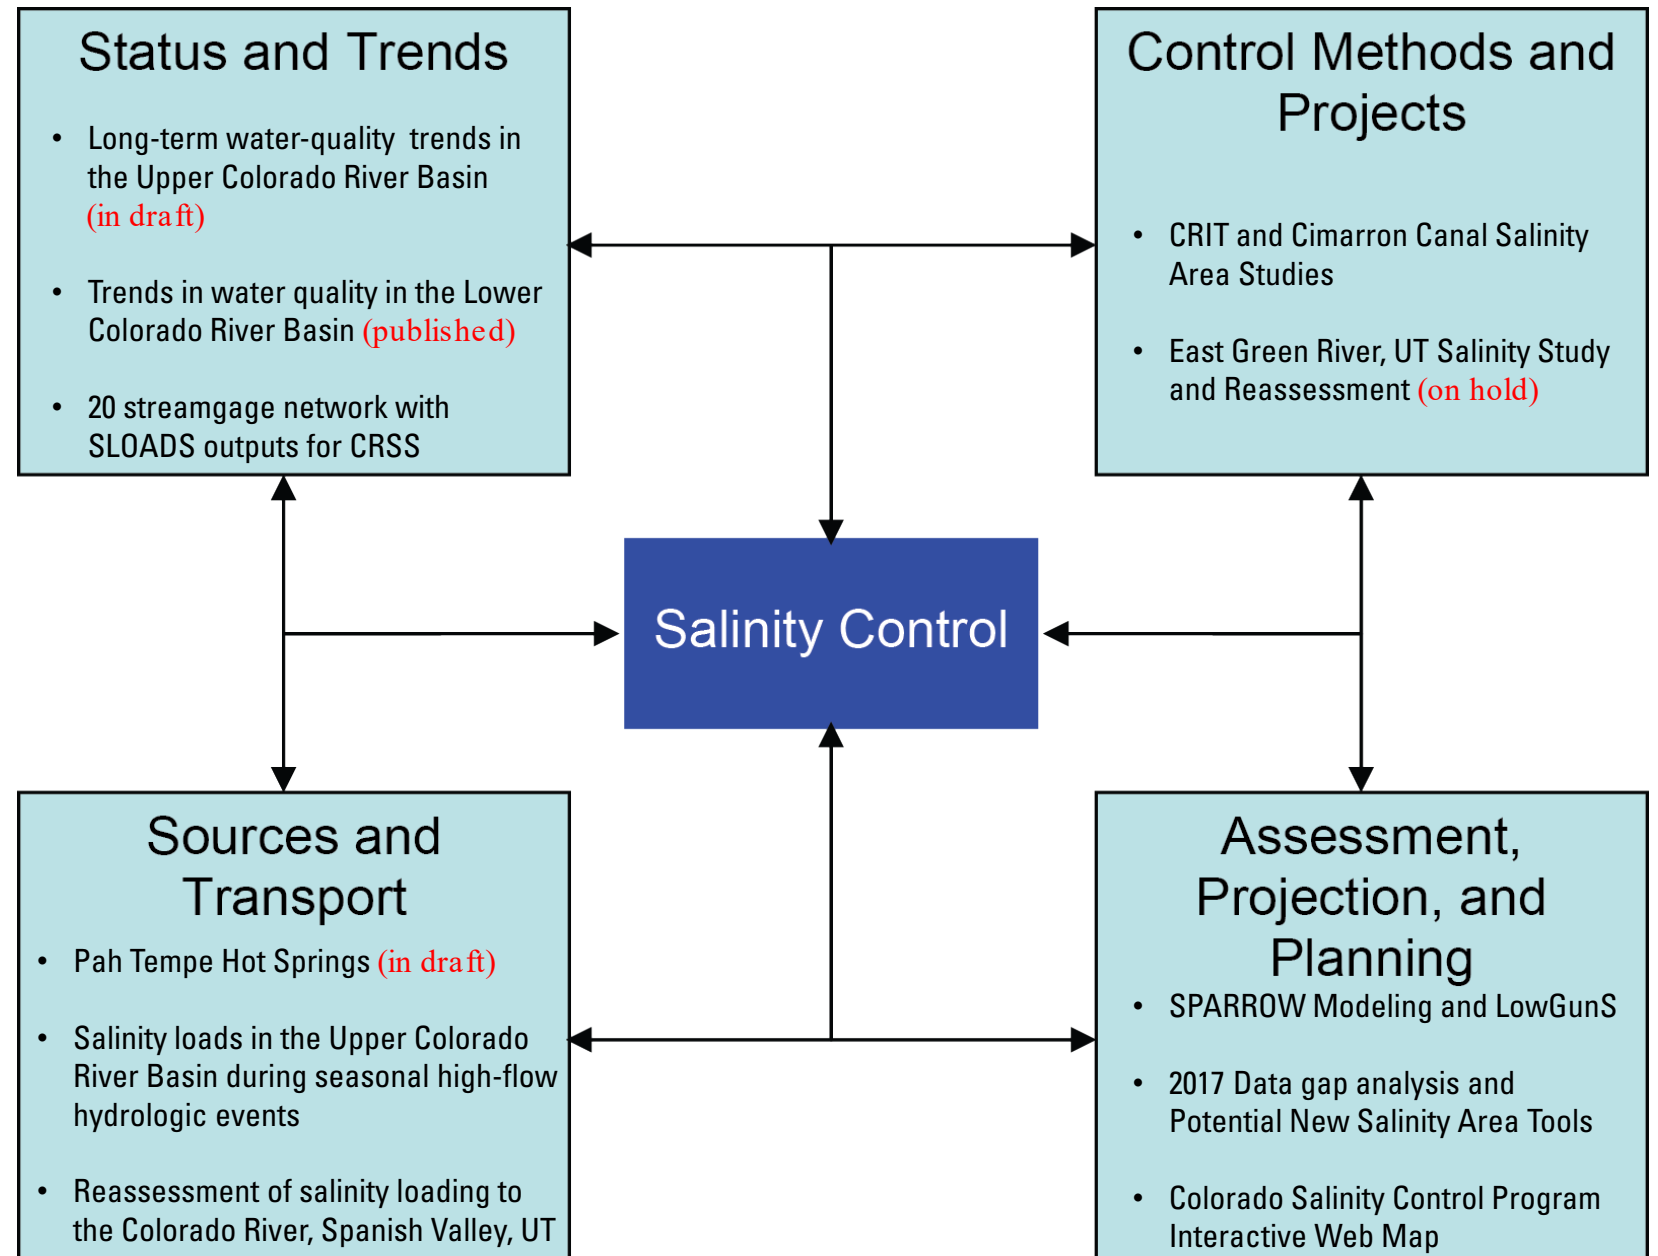 Status and Trends
• Long-term water-quality trends in
the Upper Colorado River Basin
(in draft)
• Trends in water quality in the Lower
Colorado River Basin (published)
• 20 streamgage network with
SLOADS outputs for CRSS
Control Methods and
Projects
• CRIT and Cimarron Canal Salinity
Area Studies
• East Green River, UT Salinity Study
and Reassessment (on hold)
Salinity Control
Sources and
Transport
• Pah Tempe Hot Springs (in draft)
• Salinity loads in the Upper Colorado
River Basin during seasonal high-flow
hydrologic events
• Reassessment of salinity loading to
the Colorado River, Spanish Valley, UT
Assessment,
Projection, and
Planning
• SPARROW Modeling and LowGunS
• 2017 Data gap analysis and
Potential New Salinity Area Tools
• Colorado Salinity Control Program
Interactive Web Map